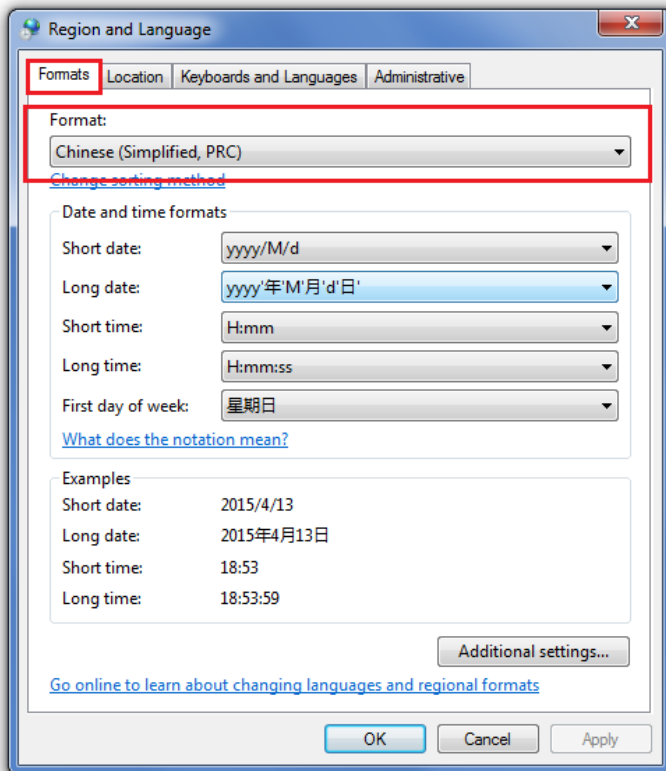 Region and Language
Formats Location Keyboards and Languages Administrative
Format:
Chinese (Simplified, PRC)
Change sorting method
Date and time formats
Short date: yyyy/M/d
Long date: yyyy'年'M'月'd'日'
Short time: H:mm
Long time: H:mm:ss
First day of week: 星期日
What does the notation mean?
Examples
Short date: 2015/4/13
Long date: 2015年4月13日
Short time: 18:53
Long time: 18:53:59
Additional settings...
Go online to learn about changing languages and regional formats
OK Cancel Apply